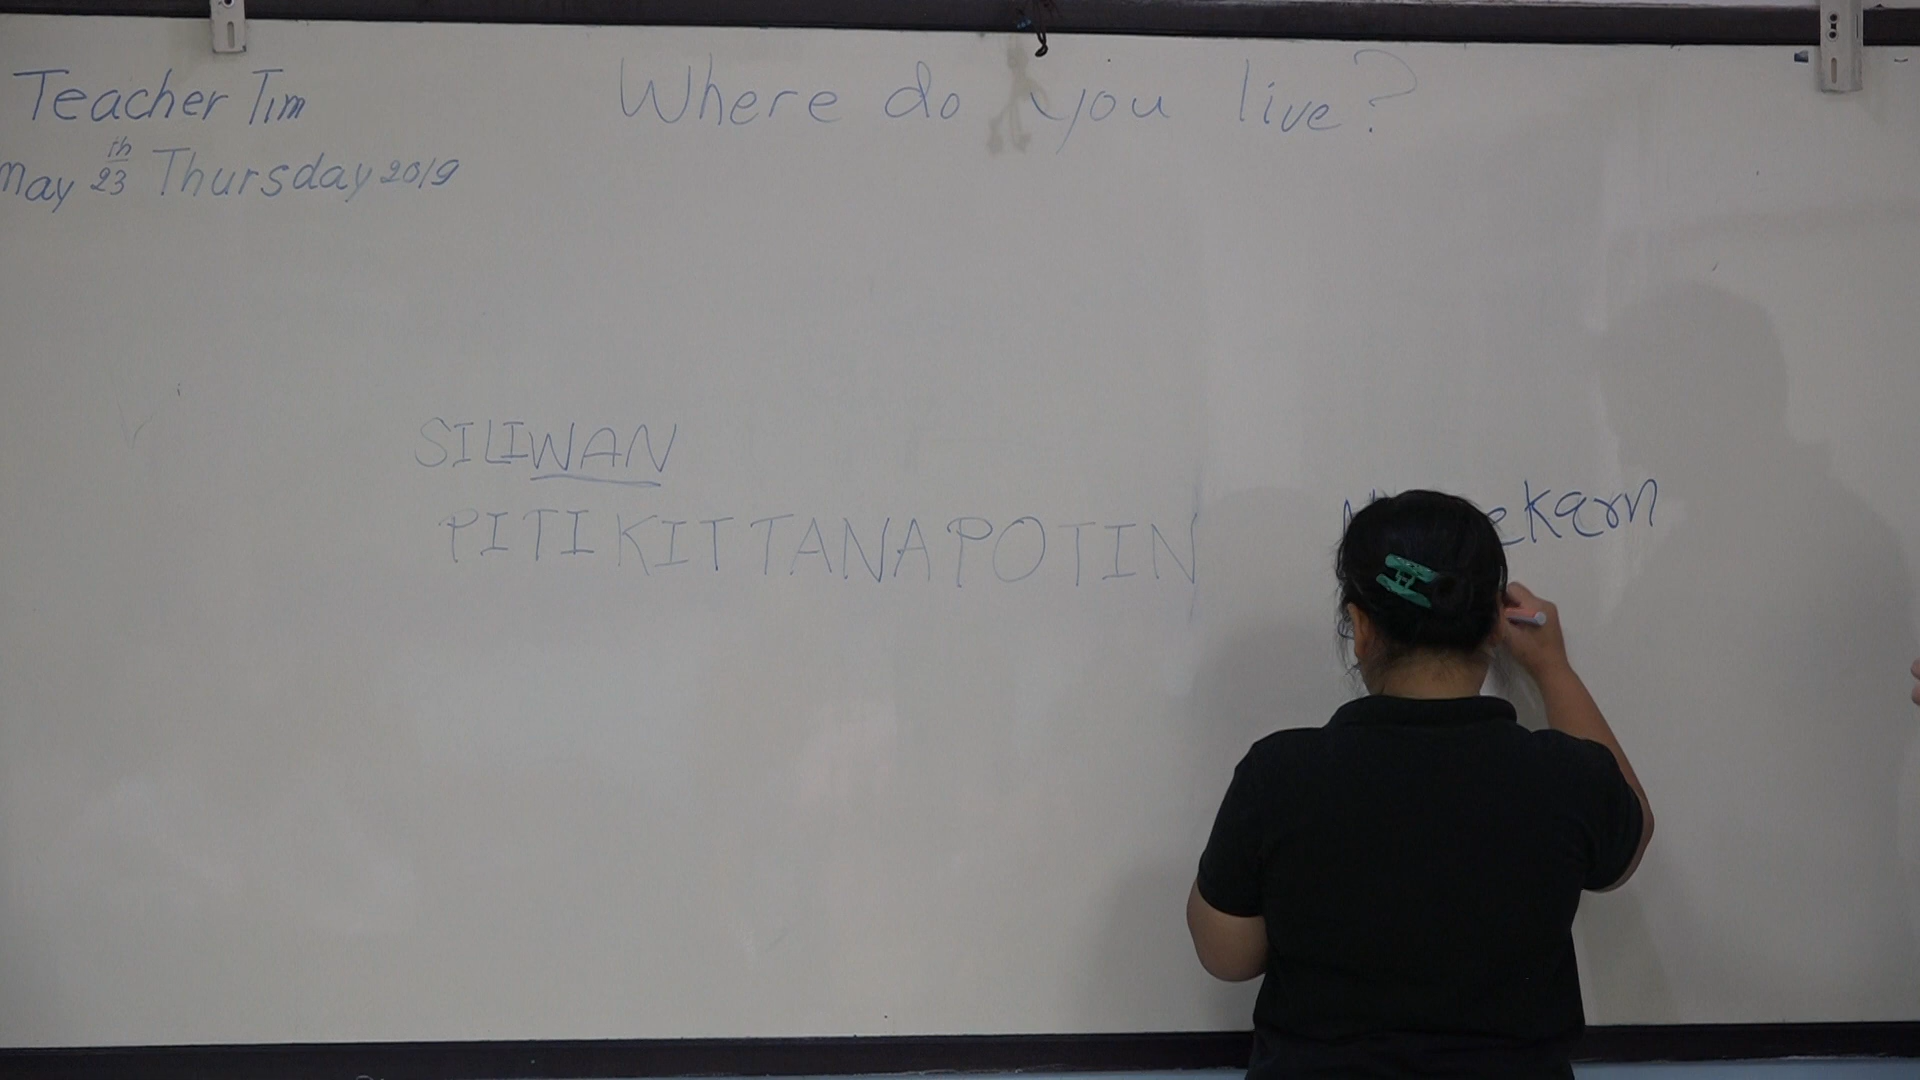 Teacher Tim
Where do you live?
May 23th Thursday 2019
SILIWAN
PITIKITTANAPOTIN